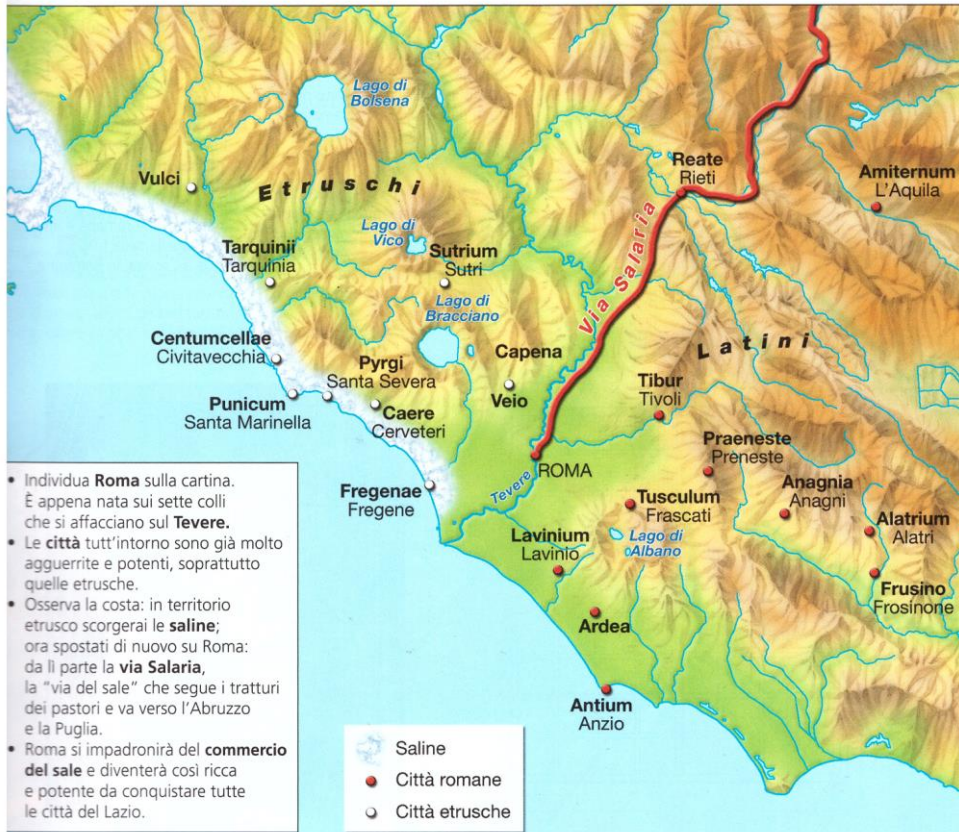 Lago di
Bolsena
Vulci
Etruschi
Reate
Rieti
Amiternum
L'Aquila
Lago di
Vico
Tarquinii
Tarquinia
Sutrium
Sutri
Via Salaria
Lago di
Bracciano
Latini
Centumcellae
Civitavecchia
Pyrgi
Santa Severa
Capena
Tibur
Tivoli
Punicum
Santa Marinella
Caere
Cerveteri
Veio
Praeneste
Preneste
ROMA
Tevere
Anagnia
Anagni
Fregenae
Fregene
Tusculum
Frascati
Alatrium
Alatri
Lavinium
Lavinio
Lago di
Albano
Frusino
Frosinone
Ardea
Antium
Anzio
• Individua Roma sulla cartina.
È appena nata sui sette colli
che si affacciano sul Tevere.
• Le città tutt'intorno sono già molto
agguerrite e potenti, soprattutto
quelle etrusche.
• Osserva la costa: in territorio
etrusco scorgerai le saline;
ora spostati di nuovo su Roma:
da lì parte la via Salaria,
la "via del sale" che segue i tratturi
dei pastori e va verso l'Abruzzo
e la Puglia.
• Roma si impadronirà del commercio
del sale e diventerà così ricca
e potente da conquistare tutte
le città del Lazio.
Saline
Città romane
Città etrusche